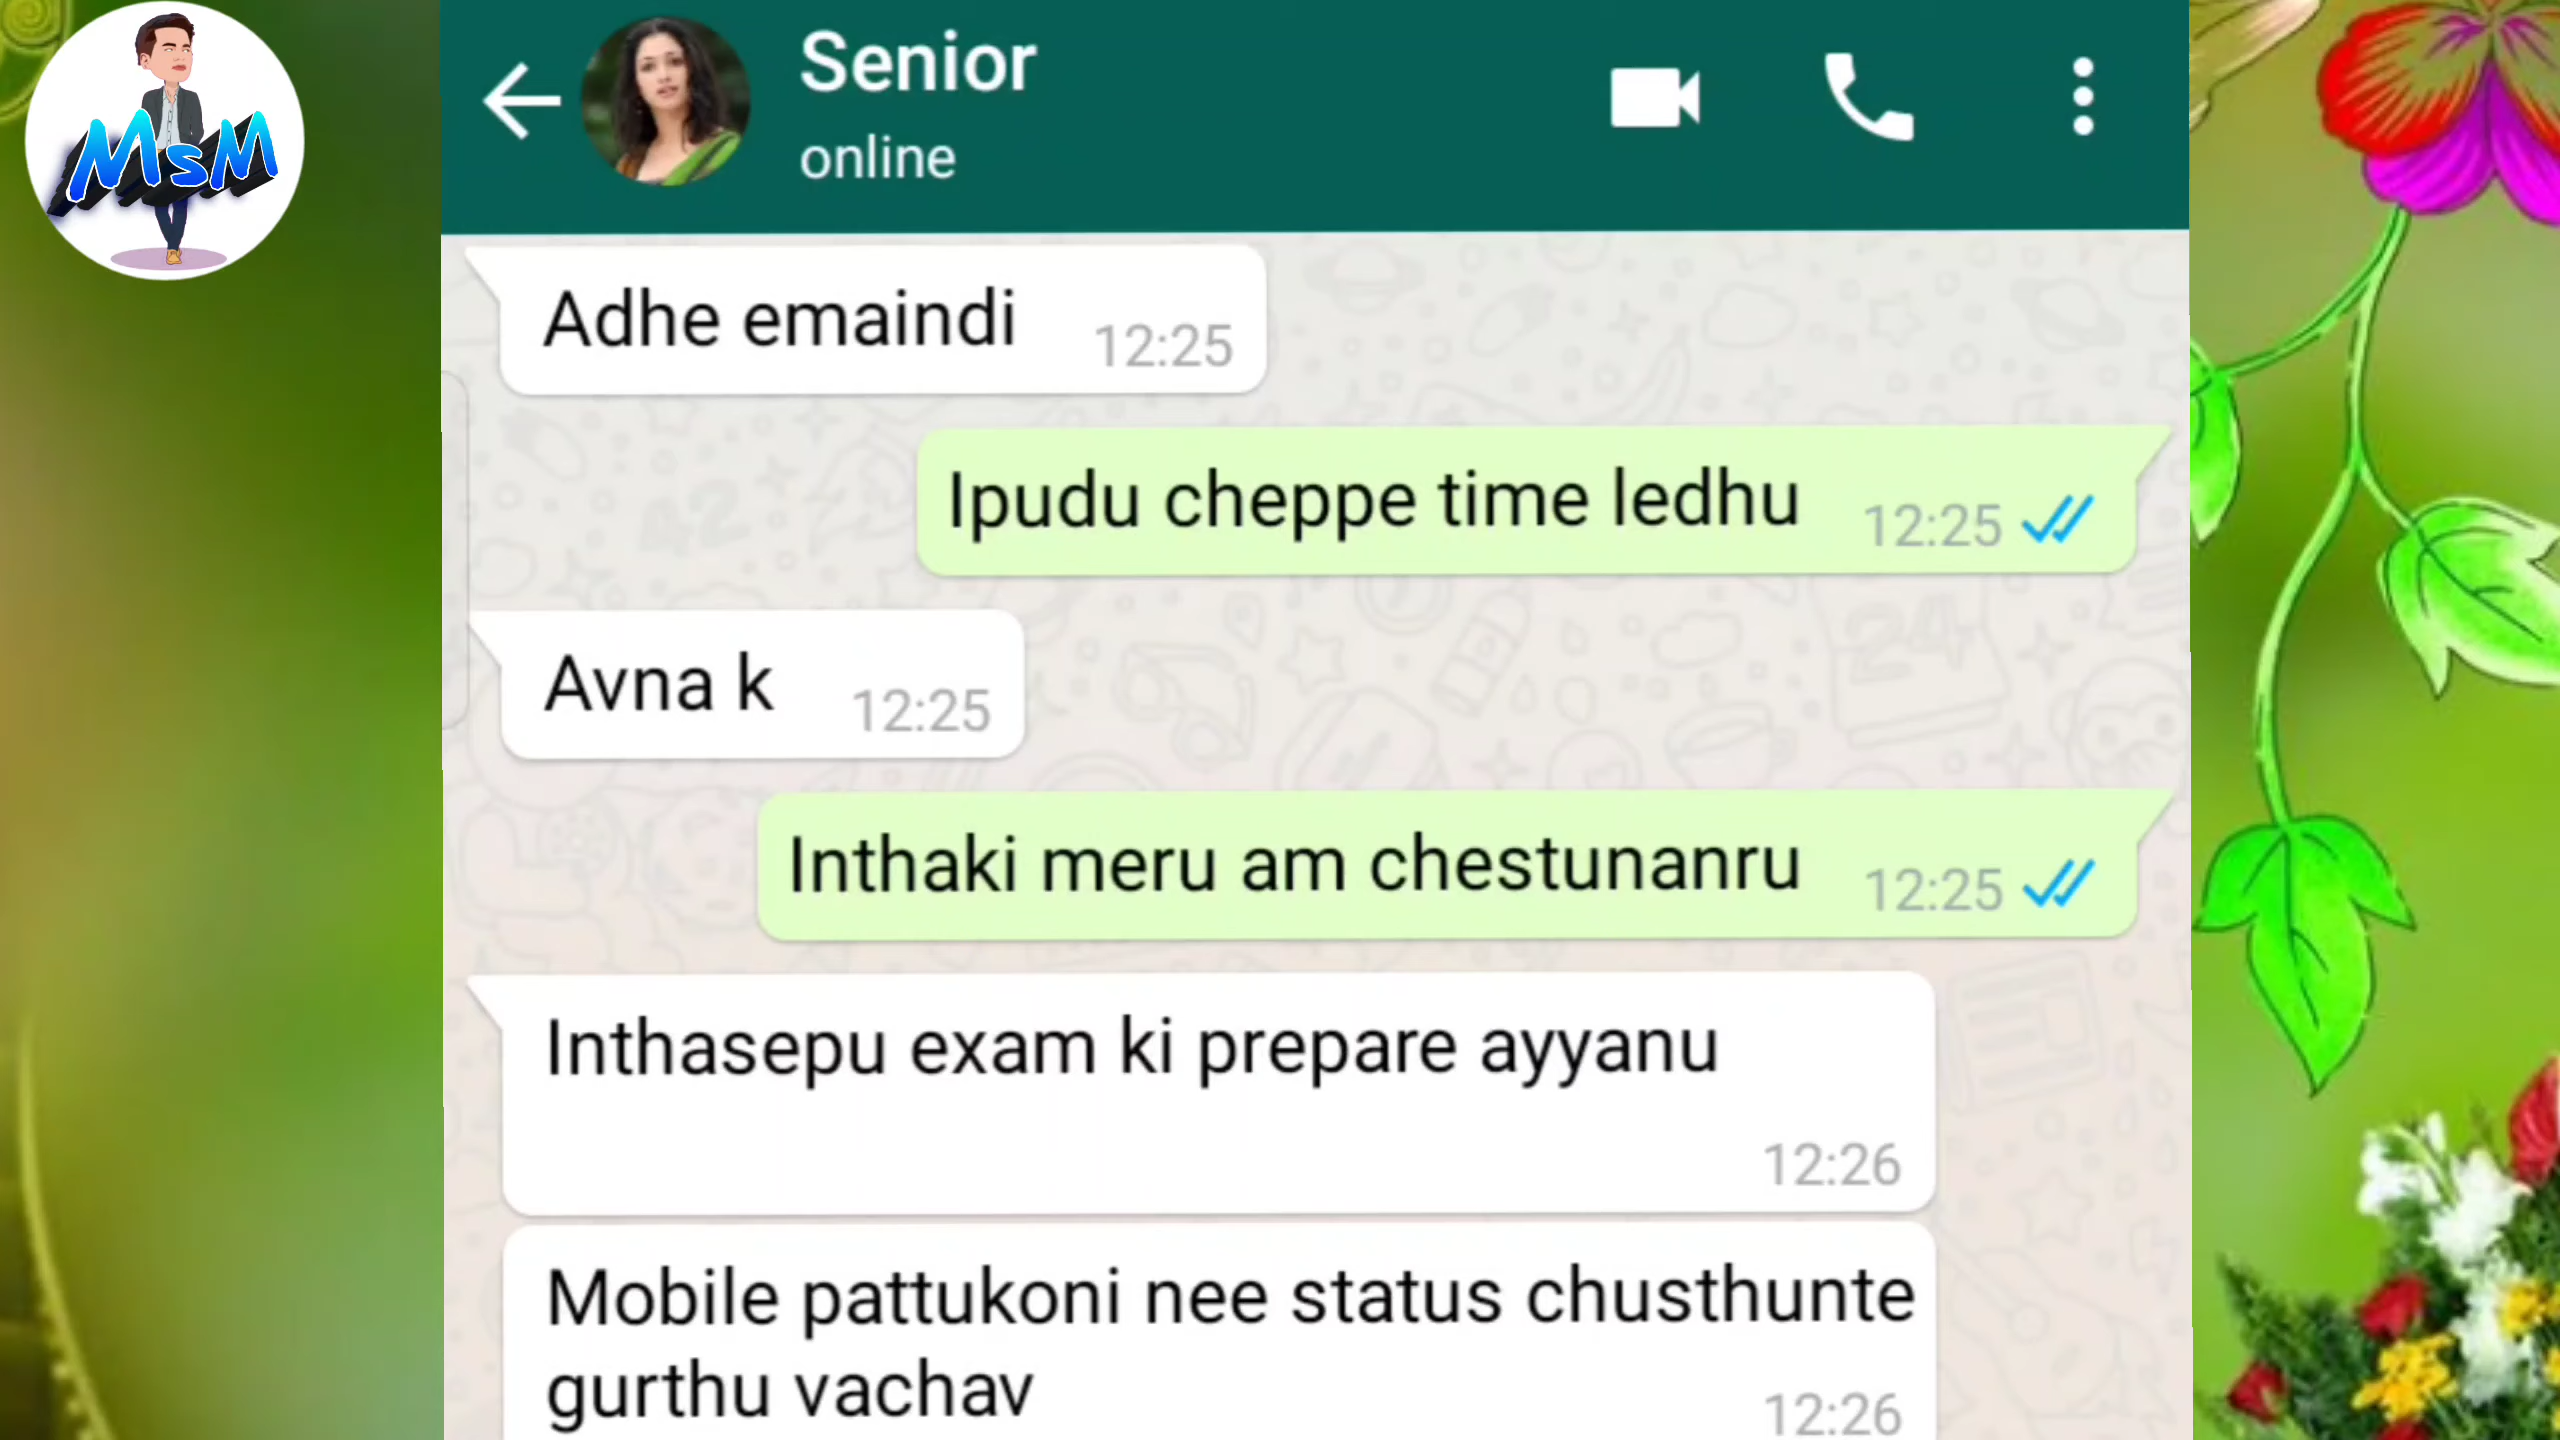 MsM
Senior
online
Adhe emaindi 12:25
Ipudu cheppe time ledhu 12:25
Avna k 12:25
Inthaki meru am chestunanru 12:25
Inthasepu exam ki prepare ayyanu
12:26
Mobile pattukoni nee status chusthunte
gurthu vachav 12:26